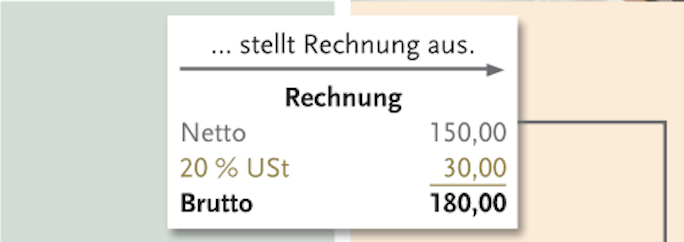 ... stellt Rechnung aus.
Rechnung
Netto 150,00
20 % USt 30,00
Brutto 180,00